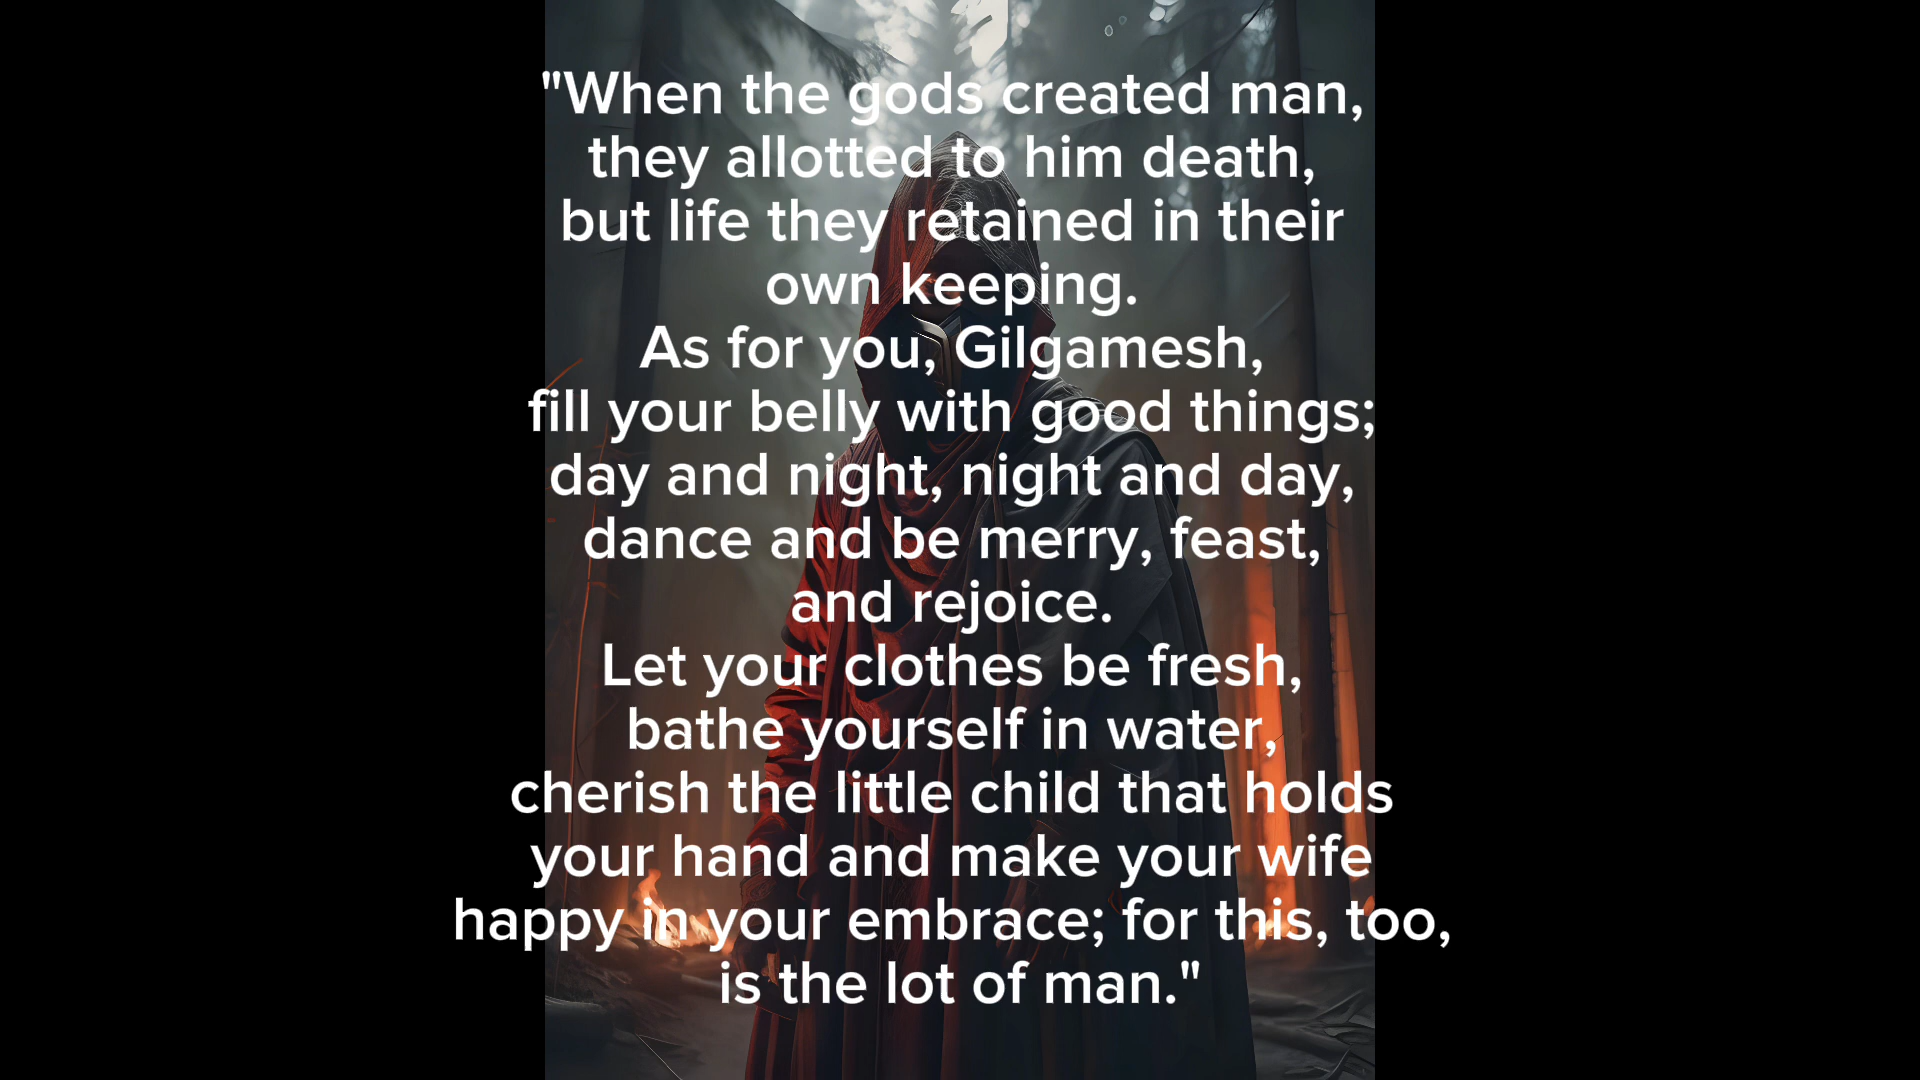 "When the gods created man,
they allotted to him death,
but life they retained in their
own keeping.
As for you, Gilgamesh,
fill your belly with good things;
day and night, night and day,
dance and be merry, feast,
and rejoice.
Let your clothes be fresh,
bathe yourself in water,
cherish the little child that holds
your hand and make your wife
happy in your embrace; for this, too,
is the lot of man."